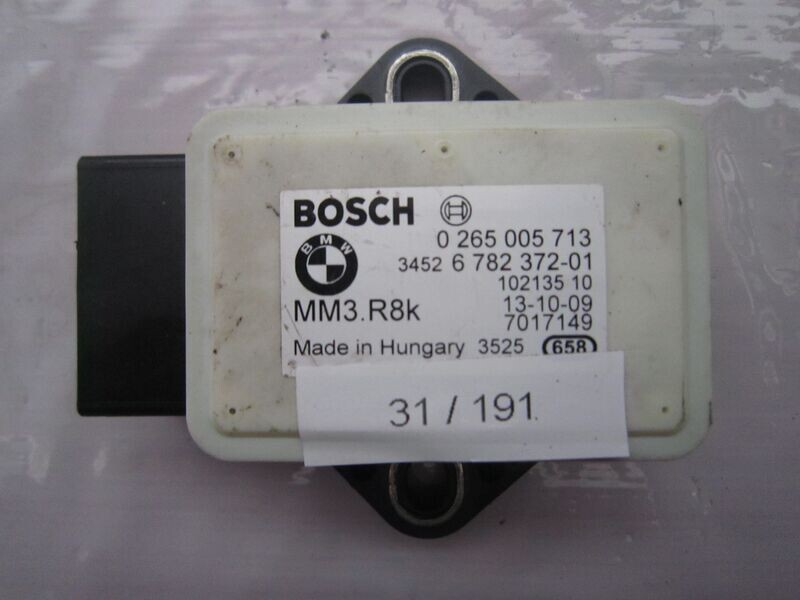 BOSCH
0 265 005 713
BMW
3452 6 782 372-01
102135 10
MM3.R8k
13-10-09
7017149
Made in Hungary 3525 658
31 / 191